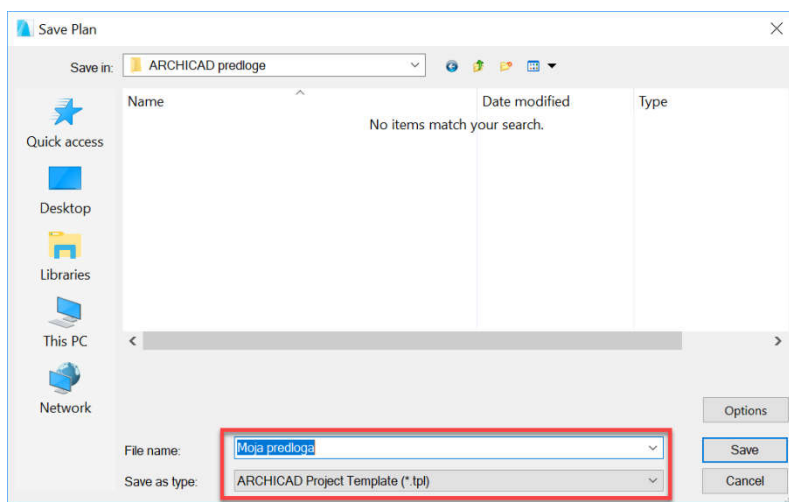 Save Plan
Save in: ARCHICAD predloge
Name Date modified Type
No items match your search.
Quick access
Desktop
Libraries
This PC
Network
Options
File name: Moja predloga Save
Save as type: ARCHICAD Project Template (*.tpl) Cancel